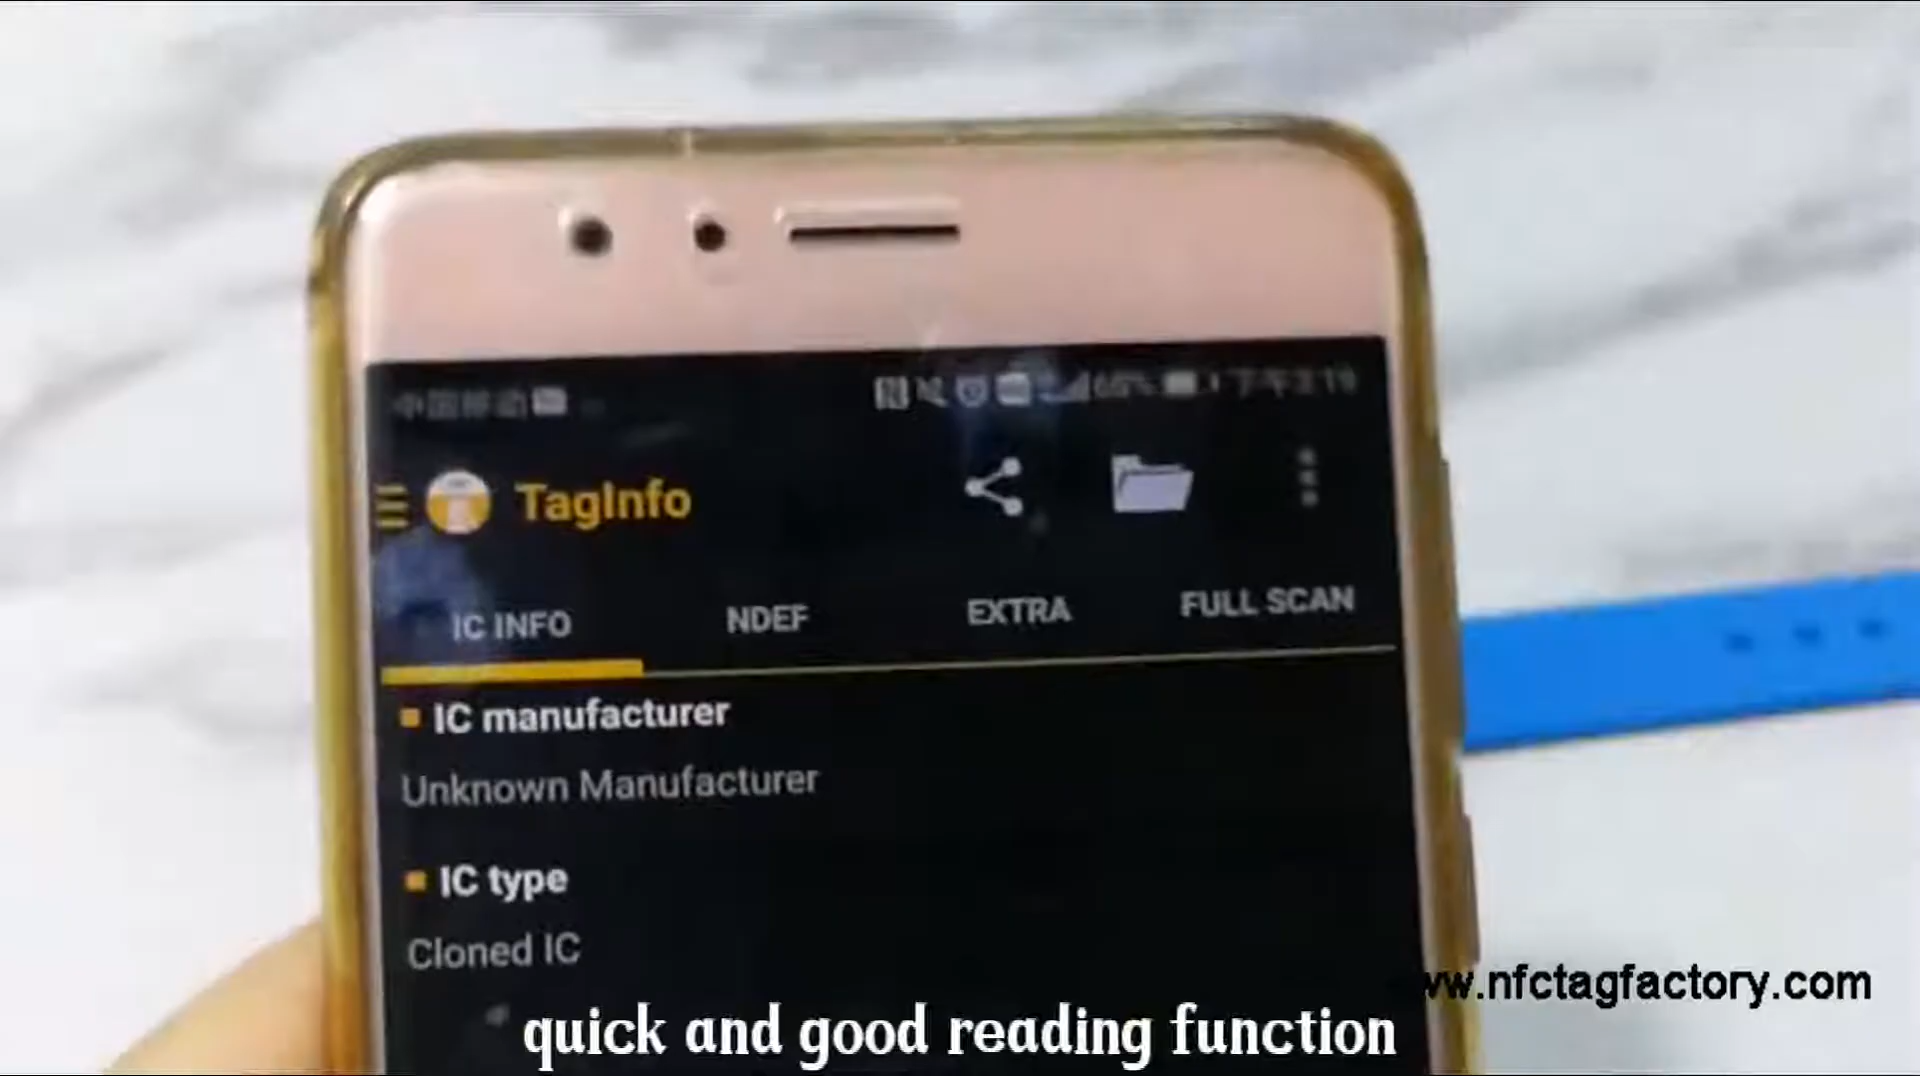 TagInfo
IC INFO NDEF EXTRA FULL SCAN
IC manufacturer
Unknown Manufacturer
IC type
Cloned IC
www.nfctagfactory.com
quick and good reading function